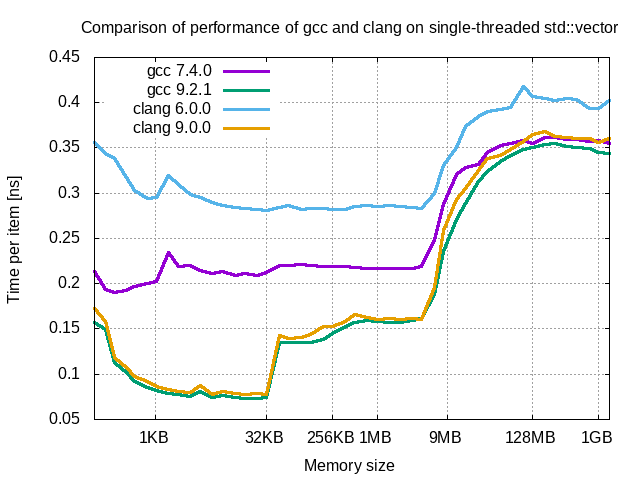 Comparison of performance of gcc and clang on single-threaded std::vector
0.45
0.4
0.35
0.3
0.25
0.2
0.15
0.1
0.05
Time per item [ns]
gcc 7.4.0
gcc 9.2.1
clang 6.0.0
clang 9.0.0
1KB 32KB 256KB 1MB 9MB 128MB 1GB
Memory size